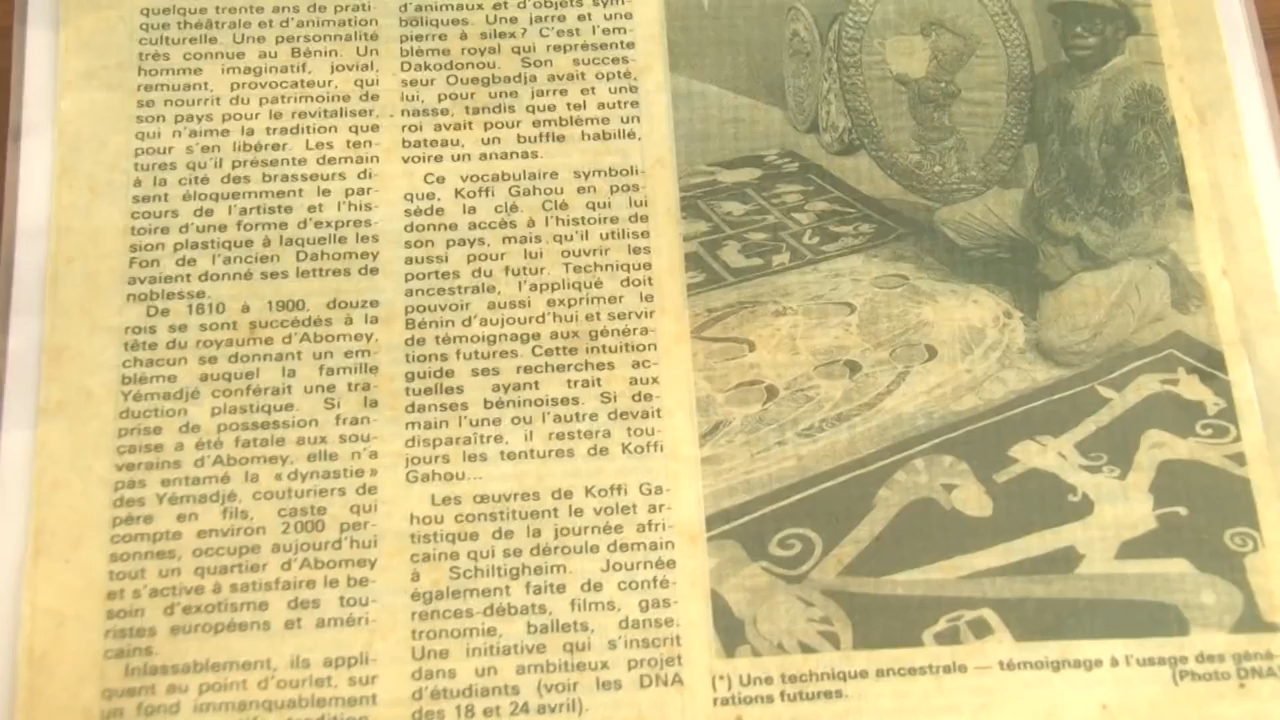 quelque trente ans de prati-
que théâtrale et d'animation
culturelle. Une personnalité
très connue au Bénin. Un
homme imaginatif, jovial,
remuant, provocateur, qui
se nourrit du patrimoine de
son pays pour le revitaliser,
qui n'aime la tradition que
pour s'en libérer. Les ten-
tures qu'il présente demain
à la cité des brasseurs di-
sent éloquemment le par-
cours de l'artiste et l'his-
toire d'une forme d'expres-
sion plastique à laquelle les
Fon de l'ancien Dahomey
avaient donné ses lettres de
noblesse.
De 1610 à 1900, douze
rois se sont succédés à la
tête du royaume d'Abomey,
chacun se donnant un em-
blème auquel la famille
Yémadjé conférait une tra-
duction plastique. Si la
prise de possession fran-
çaise a été fatale aux sou-
verains d'Abomey, elle n'a
pas entamé la «dynastie»
des Yémadjé, couturiers de
père en fils, caste qui
compte environ 2000 per-
sonnes, occupe aujourd'hui
tout un quartier d'Abomey
et s'active à satisfaire le be-
soin d'exotisme des tou-
ristes européens et améri-
cains.
Inlassablement, ils appli-
quent au point d'ourlet, sur
un fond immanquablement
d'animaux et d'objets sym-
boliques. Une jarre et une
pierre à silex? C'est l'em-
blème royal qui représente
Dakodonou. Son succes-
seur Ouegbadja avait opté,
lui, pour une jarre et une
nasse, tandis que tel autre
roi avait pour emblème un
bateau, un buffle habillé,
voire un ananas.
Ce vocabulaire symboli-
que, Koffi Gahou en pos-
sède la clé. Clé qui lui
donne accès à l'histoire de
son pays, mais qu'il utilise
aussi pour lui ouvrir les
portes du futur. Technique
ancestrale, l'appliqué doit
pouvoir aussi exprimer le
Bénin d'aujourd'hui et servir
de témoignage aux généra-
tions futures. Cette intuition
guide ses recherches ac-
tuelles ayant trait aux
danses béninoises. Si de-
main l'une ou l'autre devait
disparaître, il restera tou-
jours les tentures de Koffi
Gahou...
Les œuvres de Koffi Ga-
hou constituent le volet ar-
tistique de la journée afri-
caine qui se déroule demain
à Schiltigheim. Journée
également faite de confé-
rences-débats, films, gas-
tronomie, ballets, danse.
Une initiative qui s'inscrit
dans un ambitieux projet
d'étudiants (voir les DNA
des 18 et 24 avril).
(*) Une technique ancestrale — témoignage à l'usage des géné-
rations futures.
(Photo DNA)